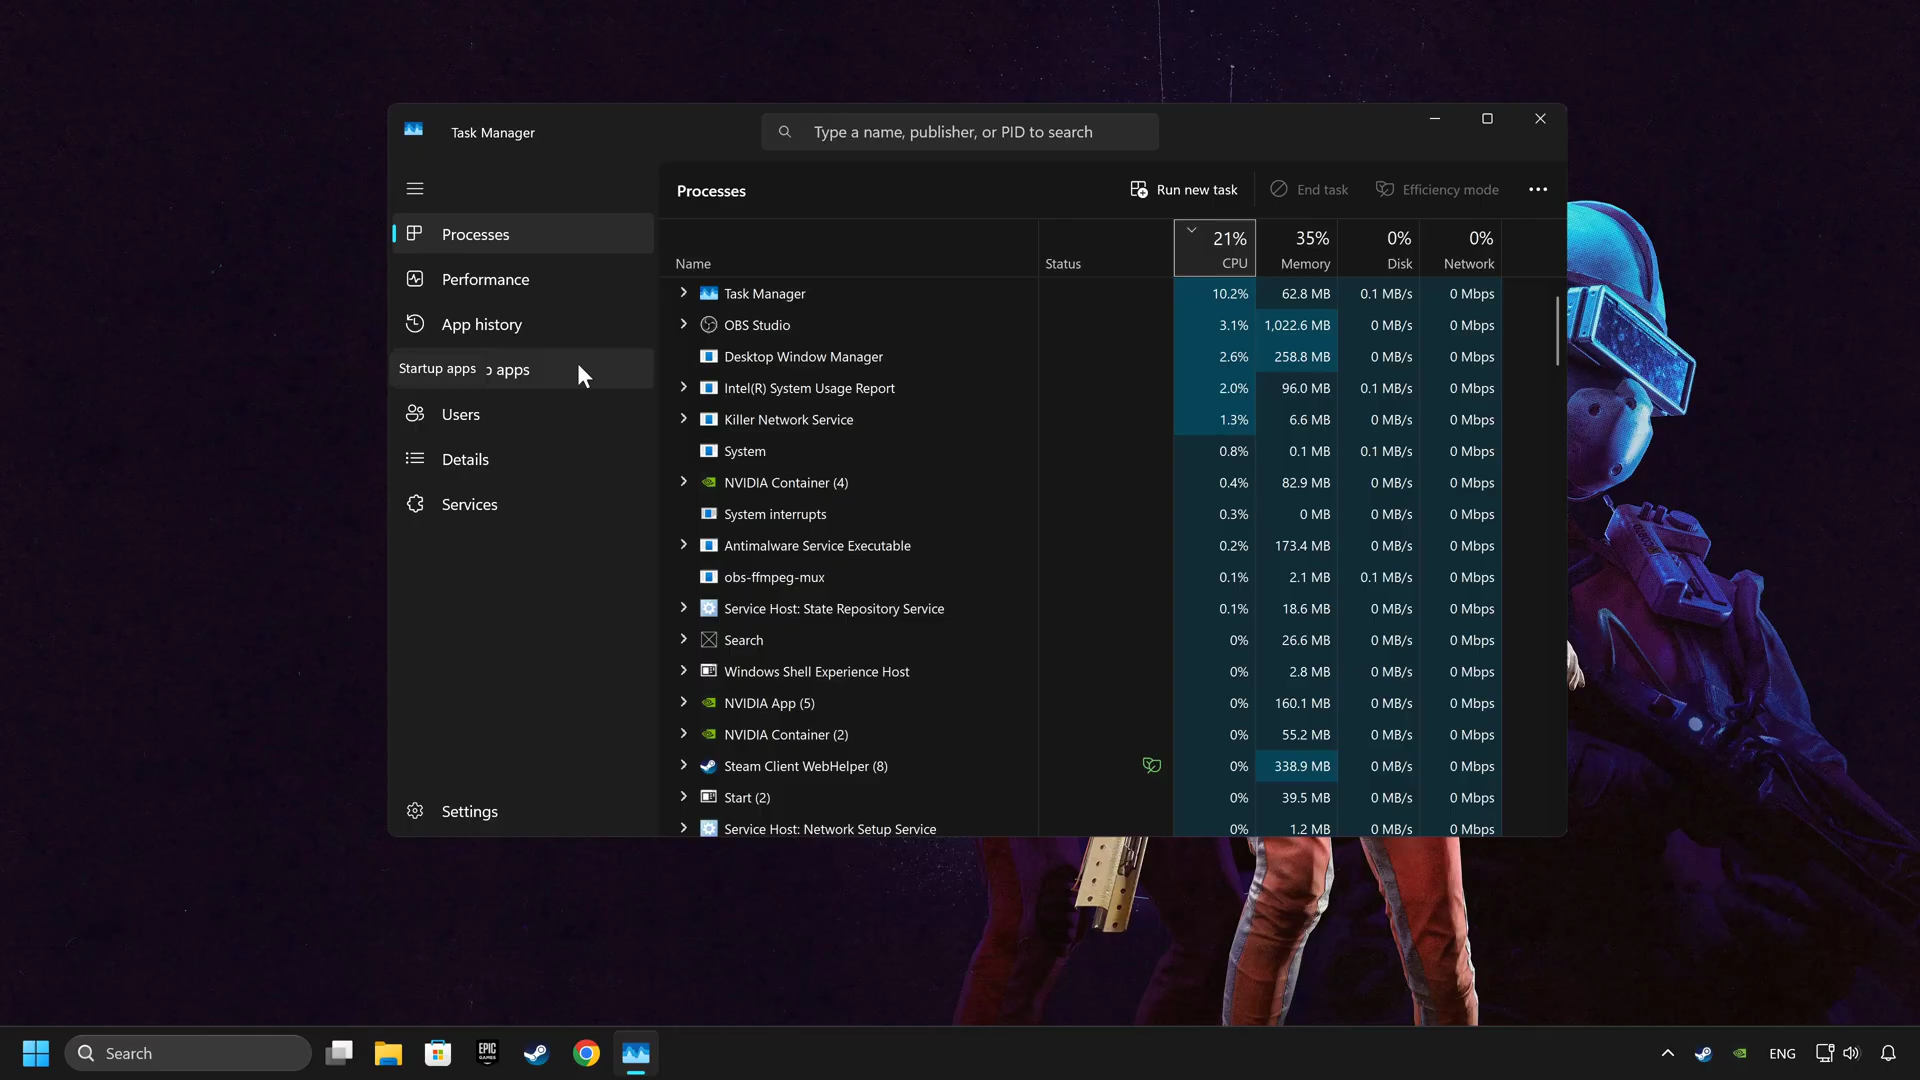 Task Manager
Type a name, publisher, or PID to search
Processes
Run new task
End task
Efficiency mode
Processes
Performance
App history
Startup apps
p apps
Users
Details
Services
Settings
Name Status 21% CPU 35% Memory 0% Disk 0% Network
Task Manager 10.2% 62.8 MB 0.1 MB/s 0 Mbps
OBS Studio 3.1% 1,022.6 MB 0 MB/s 0 Mbps
Desktop Window Manager 2.6% 258.8 MB 0 MB/s 0 Mbps
Intel(R) System Usage Report 2.0% 96.0 MB 0.1 MB/s 0 Mbps
Killer Network Service 1.3% 6.6 MB 0 MB/s 0 Mbps
System 0.8% 0.1 MB 0.1 MB/s 0 Mbps
NVIDIA Container (4) 0.4% 82.9 MB 0 MB/s 0 Mbps
System interrupts 0.3% 0 MB 0 MB/s 0 Mbps
Antimalware Service Executable 0.2% 173.4 MB 0 MB/s 0 Mbps
obs-ffmpeg-mux 0.1% 2.1 MB 0.1 MB/s 0 Mbps
Service Host: State Repository Service 0.1% 18.6 MB 0 MB/s 0 Mbps
Search 0% 26.6 MB 0 MB/s 0 Mbps
Windows Shell Experience Host 0% 2.8 MB 0 MB/s 0 Mbps
NVIDIA App (5) 0% 160.1 MB 0 MB/s 0 Mbps
NVIDIA Container (2) 0% 55.2 MB 0 MB/s 0 Mbps
Steam Client WebHelper (8) 0% 338.9 MB 0 MB/s 0 Mbps
Start (2) 0% 39.5 MB 0 MB/s 0 Mbps
Service Host: Network Setup Service 0% 1.2 MB 0 MB/s 0 Mbps
Search
EPIC
GAMES
ENG